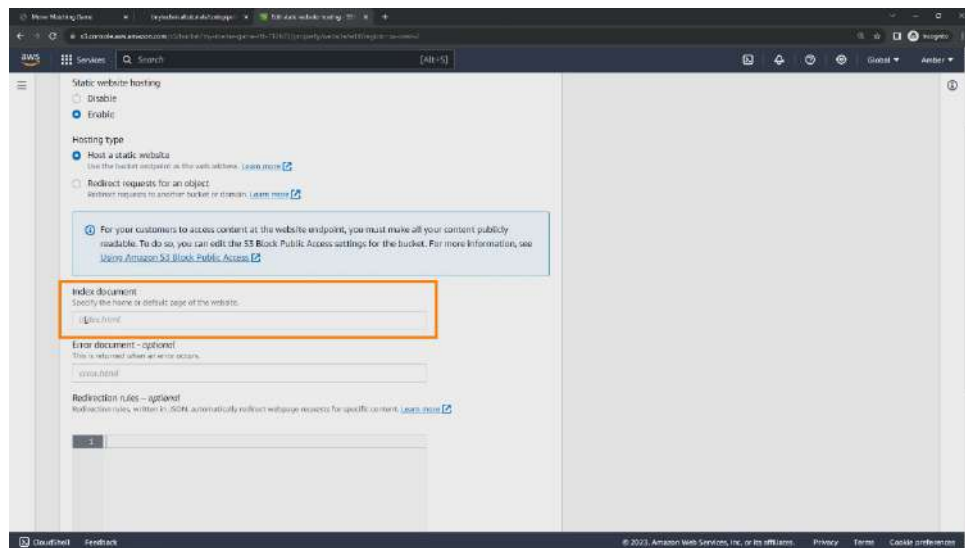 Edit static website hosting - S3
aws
Services
Search
[Alt+S]
Global
Amber
Static website hosting
Disable
Enable
Hosting type
Host a static website
Use the bucket endpoint as the web address. Learn more
Redirect requests for an object
Redirect requests to another bucket or domain. Learn more
For your customers to access content at the website endpoint, you must make all your content publicly
readable. To do so, you can edit the S3 Block Public Access settings for the bucket. For more information, see
Using Amazon S3 Block Public Access
Index document
Specify the home or default page of the website.
index.html
Error document - optional
This is returned when an error occurs.
error.html
Redirection rules – optional
Redirection rules, written in JSON, automatically redirect webpage requests for specific content. Learn more
1
CloudShell
Feedback
© 2023, Amazon Web Services, Inc. or its affiliates.
Privacy
Terms
Cookie preferences